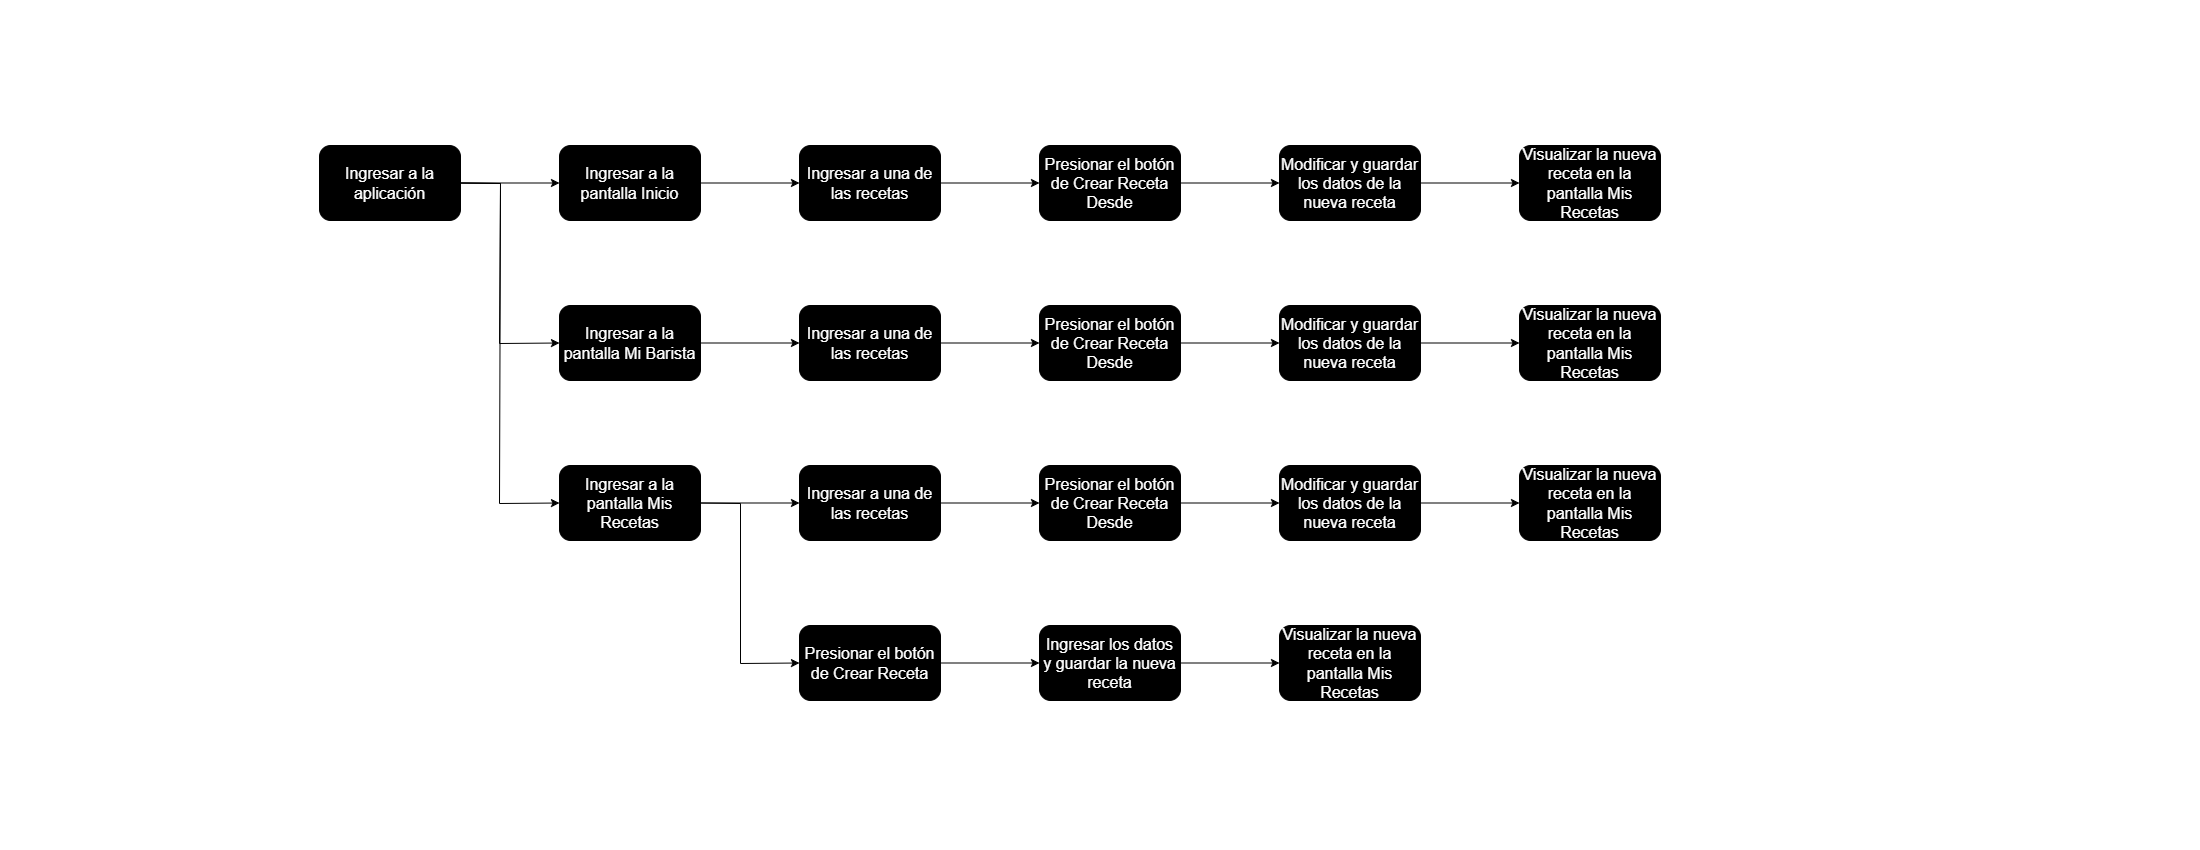 Ingresar a la
aplicación
Ingresar a la
pantalla Inicio
Ingresar a una de
las recetas
Presionar el botón
de Crear Receta
Desde
Modificar y guardar
los datos de la
nueva receta
Visualizar la nueva
receta en la
pantalla Mis
Recetas
Ingresar a la
pantalla Mi Barista
Ingresar a una de
las recetas
Presionar el botón
de Crear Receta
Desde
Modificar y guardar
los datos de la
nueva receta
Visualizar la nueva
receta en la
pantalla Mis
Recetas
Ingresar a la
pantalla Mis
Recetas
Ingresar a una de
las recetas
Presionar el botón
de Crear Receta
Desde
Modificar y guardar
los datos de la
nueva receta
Visualizar la nueva
receta en la
pantalla Mis
Recetas
Presionar el botón
de Crear Receta
Ingresar los datos
y guardar la nueva
receta
Visualizar la nueva
receta en la
pantalla Mis
Recetas